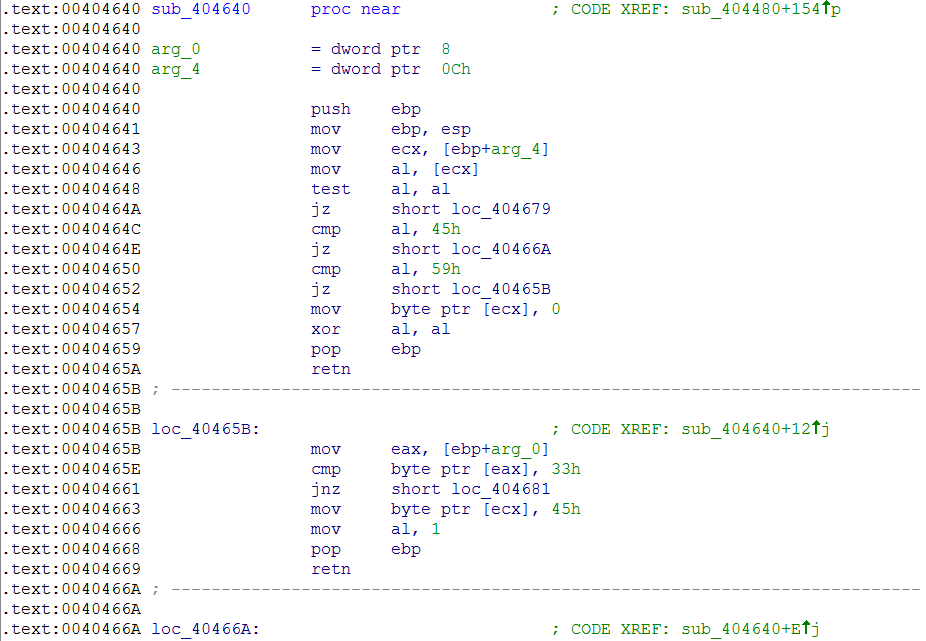 .text:00404640 sub_404640      proc near               ; CODE XREF: sub_404480+154↑p
.text:00404640
.text:00404640 arg_0           = dword ptr  8
.text:00404640 arg_4           = dword ptr  0Ch
.text:00404640
.text:00404640                 push    ebp
.text:00404641                 mov     ebp, esp
.text:00404643                 mov     ecx, [ebp+arg_4]
.text:00404646                 mov     al, [ecx]
.text:00404648                 test    al, al
.text:0040464A                 jz      short loc_404679
.text:0040464C                 cmp     al, 45h
.text:0040464E                 jz      short loc_40466A
.text:00404650                 cmp     al, 59h
.text:00404652                 jz      short loc_40465B
.text:00404654                 mov     byte ptr [ecx], 0
.text:00404657                 xor     al, al
.text:00404659                 pop     ebp
.text:0040465A                 retn
.text:0040465B ; ---------------------------------------------------------------------------
.text:0040465B
.text:0040465B loc_40465B:                             ; CODE XREF: sub_404640+12↑j
.text:0040465B                 mov     eax, [ebp+arg_0]
.text:0040465E                 cmp     byte ptr [eax], 33h
.text:00404661                 jnz     short loc_404681
.text:00404663                 mov     byte ptr [ecx], 45h
.text:00404666                 mov     al, 1
.text:00404668                 pop     ebp
.text:00404669                 retn
.text:0040466A ; ---------------------------------------------------------------------------
.text:0040466A
.text:0040466A loc_40466A:                             ; CODE XREF: sub_404640+E↑j